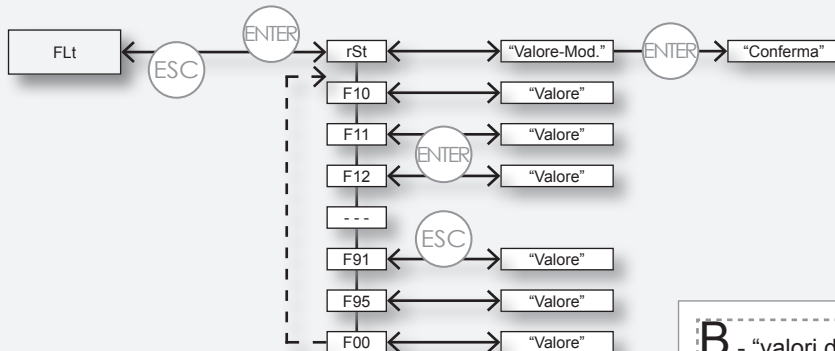 FLt
ESC
ENTER
rSt
"Valore-Mod."
ENTER
"Conferma"
F10
"Valore"
F11
"Valore"
ENTER
F12
"Valore"
- - -
ESC
F91
"Valore"
F95
"Valore"
F00
"Valore"
B - "valori d